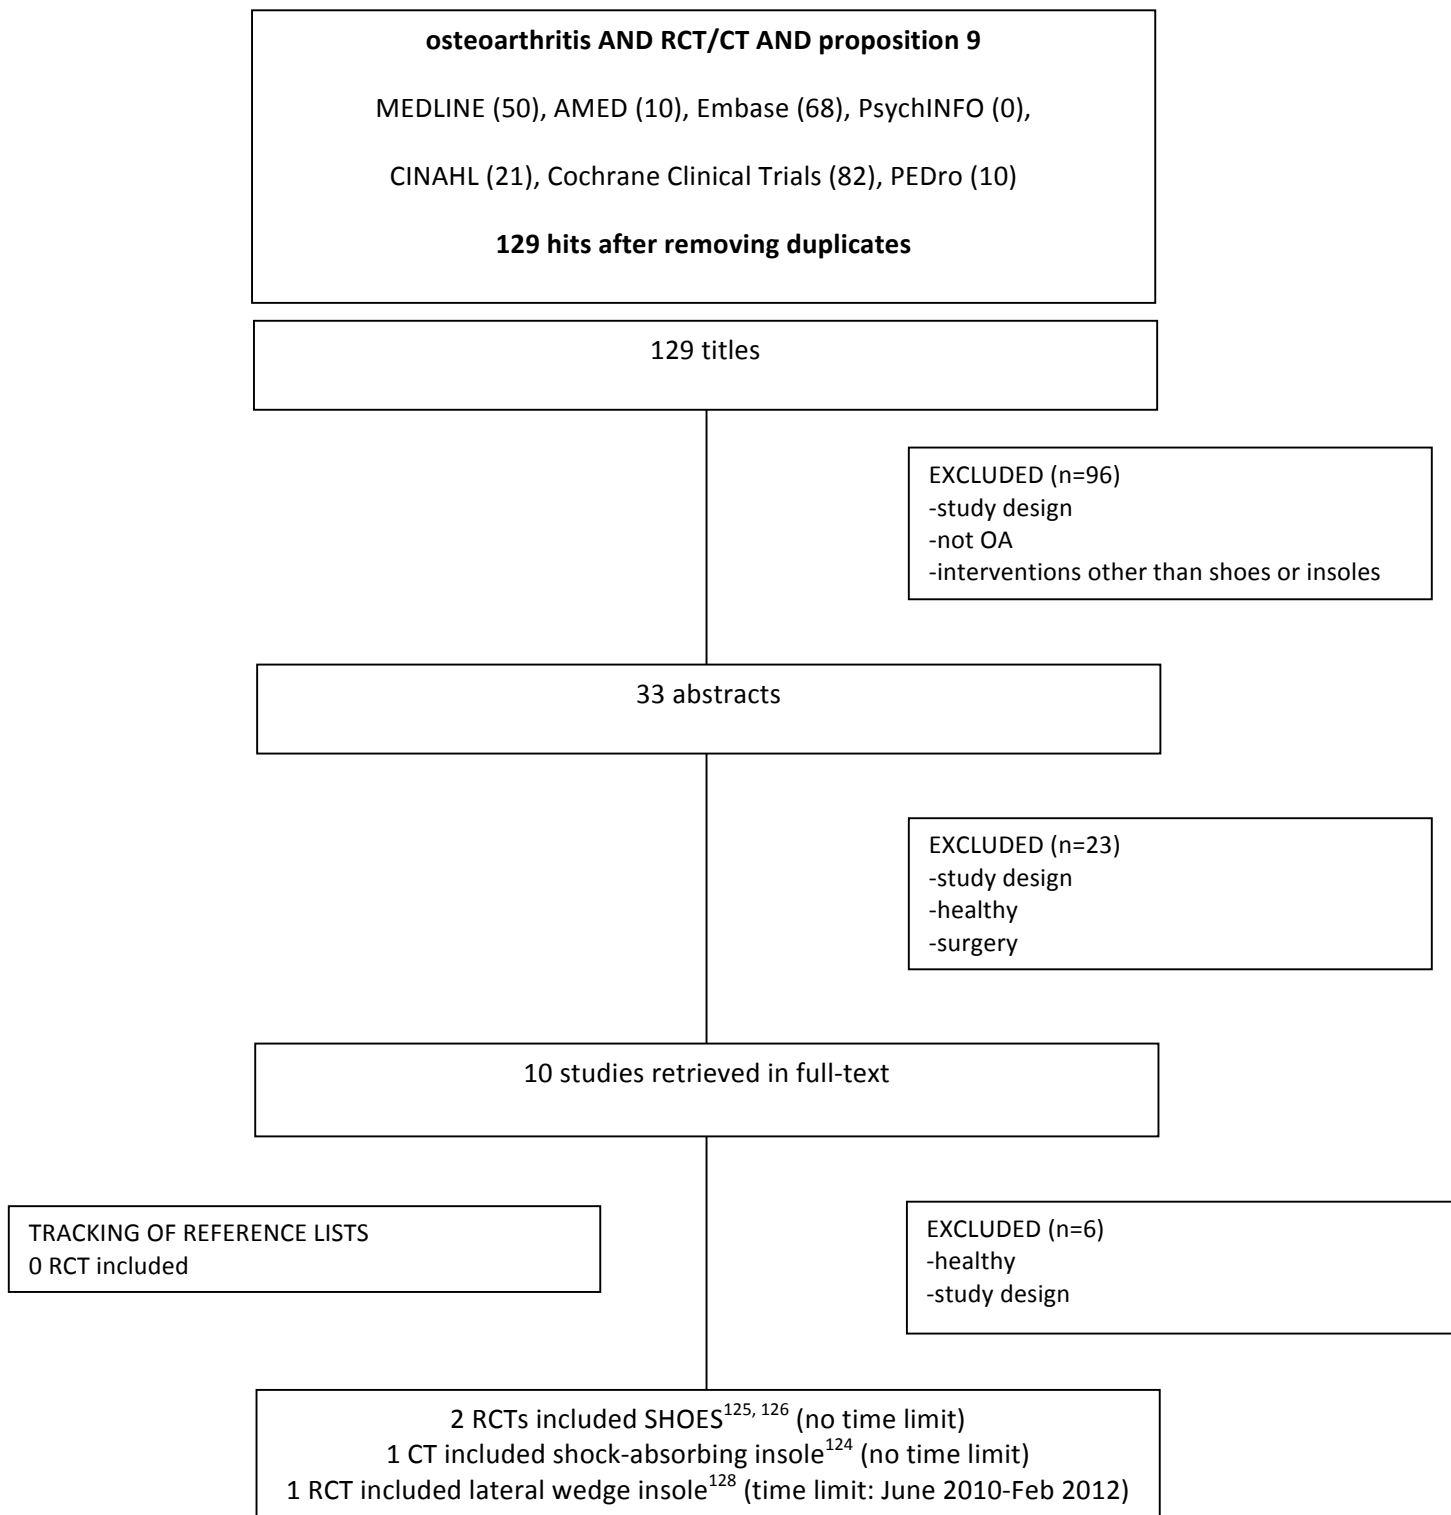 osteoarthritis AND RCT/CT AND proposition 9
MEDLINE (50), AMED (10), Embase (68), PsychINFO (0),
CINAHL (21), Cochrane Clinical Trials (82), PEDro (10)
129 hits after removing duplicates
129 titles
EXCLUDED (n=96)
-study design
-not OA
-interventions other than shoes or insoles
33 abstracts
EXCLUDED (n=23)
-study design
-healthy
-surgery
10 studies retrieved in full-text
TRACKING OF REFERENCE LISTS
0 RCT included
EXCLUDED (n=6)
-healthy
-study design
2 RCTs included SHOES125, 126 (no time limit)
1 CT included shock-absorbing insole124 (no time limit)
1 RCT included lateral wedge insole128 (time limit: June 2010-Feb 2012)